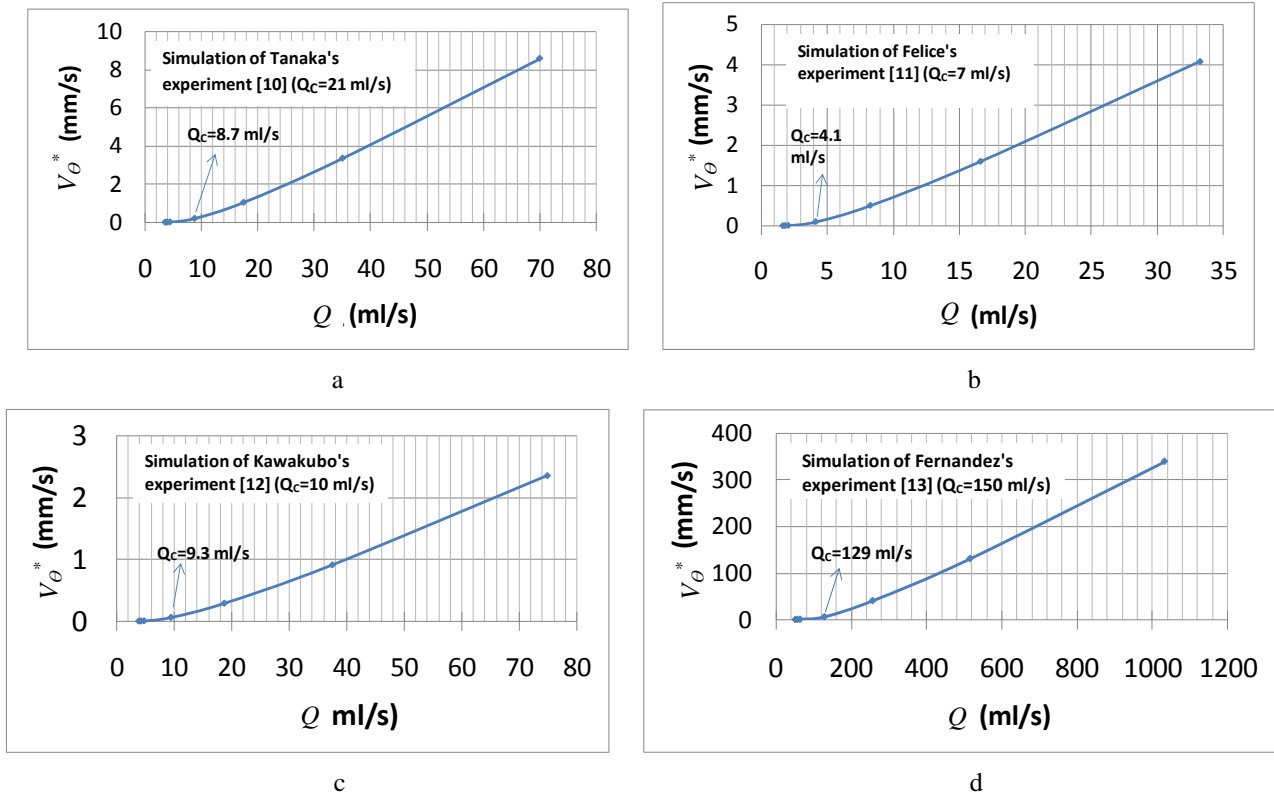 10
8
6
4
2
0
V_θ* (mm/s)
Simulation of Tanaka's
experiment [10] (Qc=21 ml/s)
Qc=8.7 ml/s
0 10 20 30 40 50 60 70 80
Q . (ml/s)
a
5
4
3
2
1
0
V_θ* (mm/s)
Simulation of Felice's
experiment [11] (Qc=7 ml/s)
Qc=4.1
ml/s
0 5 10 15 20 25 30 35
Q (ml/s)
b
3
2
1
0
V_θ* (mm/s)
Simulation of Kawakubo's
experiment [12] (Qc=10 ml/s)
Qc=9.3 ml/s
0 10 20 30 40 50 60 70 80
Q ml/s)
c
400
300
200
100
0
V_θ* (mm/s)
Simulation of Fernandez's
experiment [13] (Qc=150 ml/s)
Qc=129 ml/s
0 200 400 600 800 1000 1200
Q (ml/s)
d